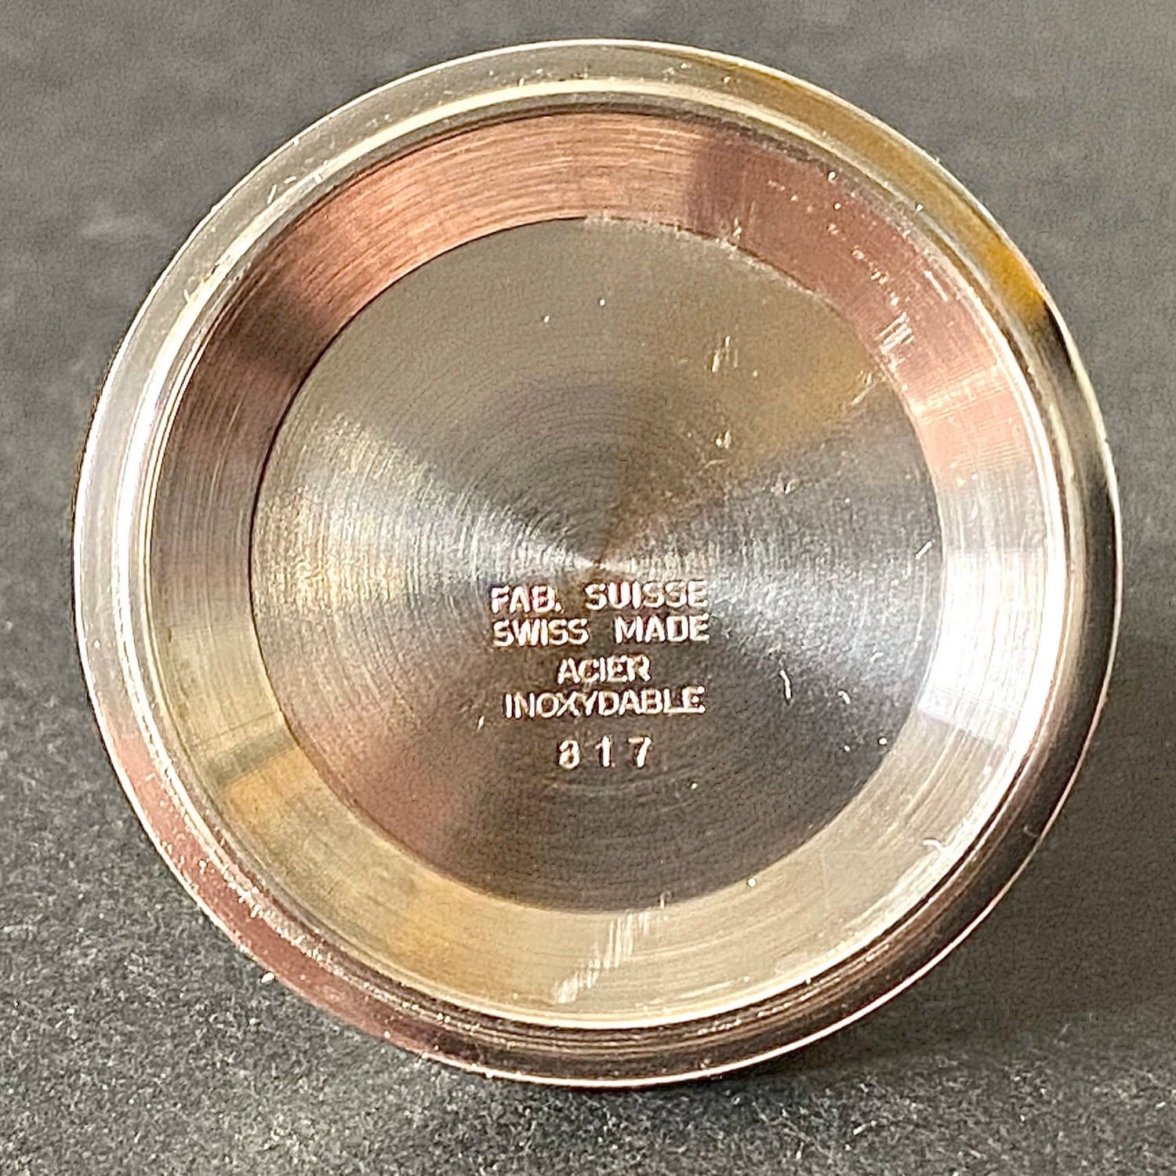 FAB. SUISSE
SWISS MADE
ACIER
INOXYDABLE
817